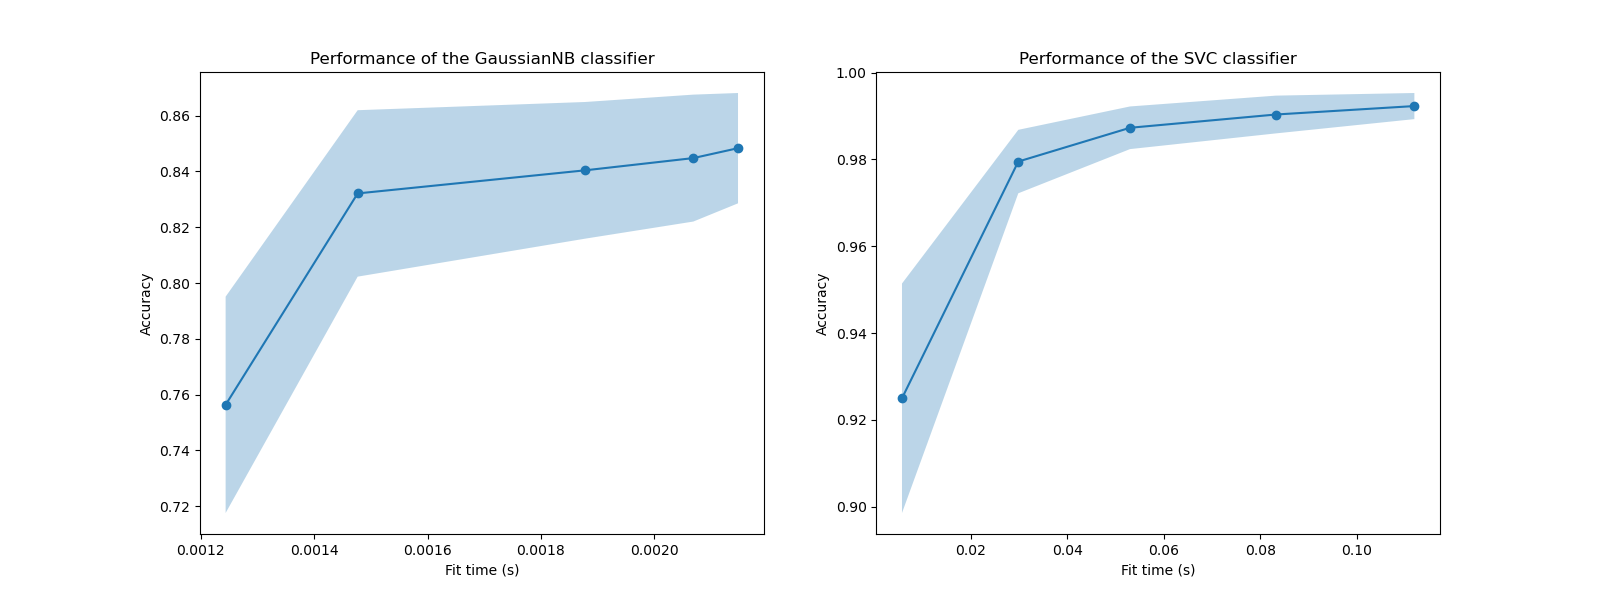 Performance of the GaussianNB classifier
Accuracy
0.86
0.84
0.82
0.80
0.78
0.76
0.74
0.72
0.0012 0.0014 0.0016 0.0018 0.0020
Fit time (s)
Performance of the SVC classifier
Accuracy
1.00
0.98
0.96
0.94
0.92
0.90
0.02 0.04 0.06 0.08 0.10
Fit time (s)